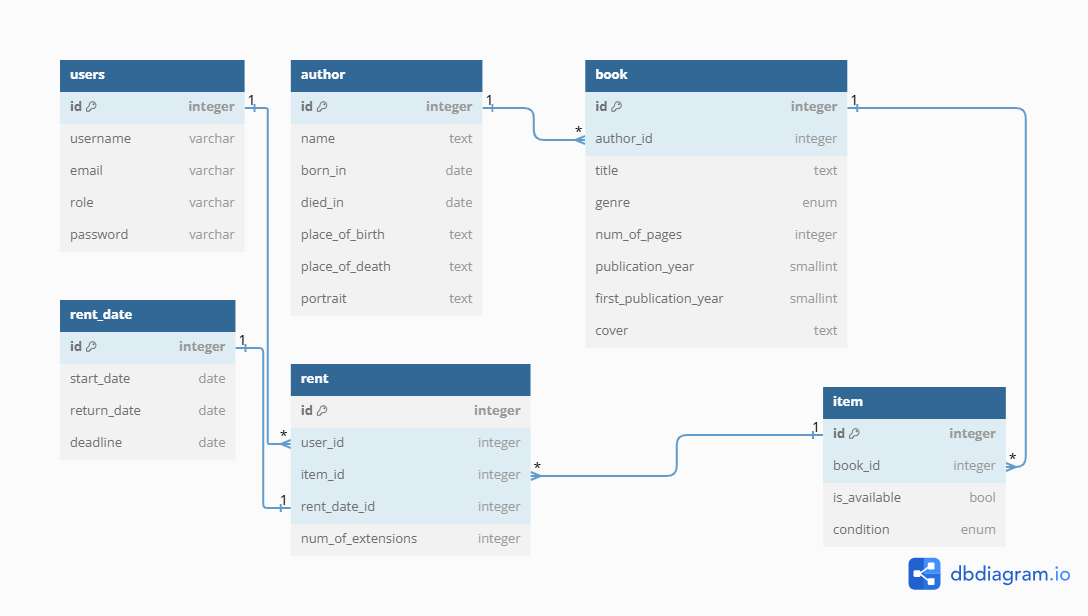 users
id integer
username varchar
email varchar
role varchar
password varchar
author
id integer
name text
born_in date
died_in date
place_of_birth text
place_of_death text
portrait text
book
id integer
author_id integer
title text
genre enum
num_of_pages integer
publication_year smallint
first_publication_year smallint
cover text
rent_date
id integer
start_date date
return_date date
deadline date
rent
id integer
user_id integer
item_id integer
rent_date_id integer
num_of_extensions integer
item
id integer
book_id integer
is_available bool
condition enum
1
*
1
*
1
*
1
1
*
1
dbdiagram.io